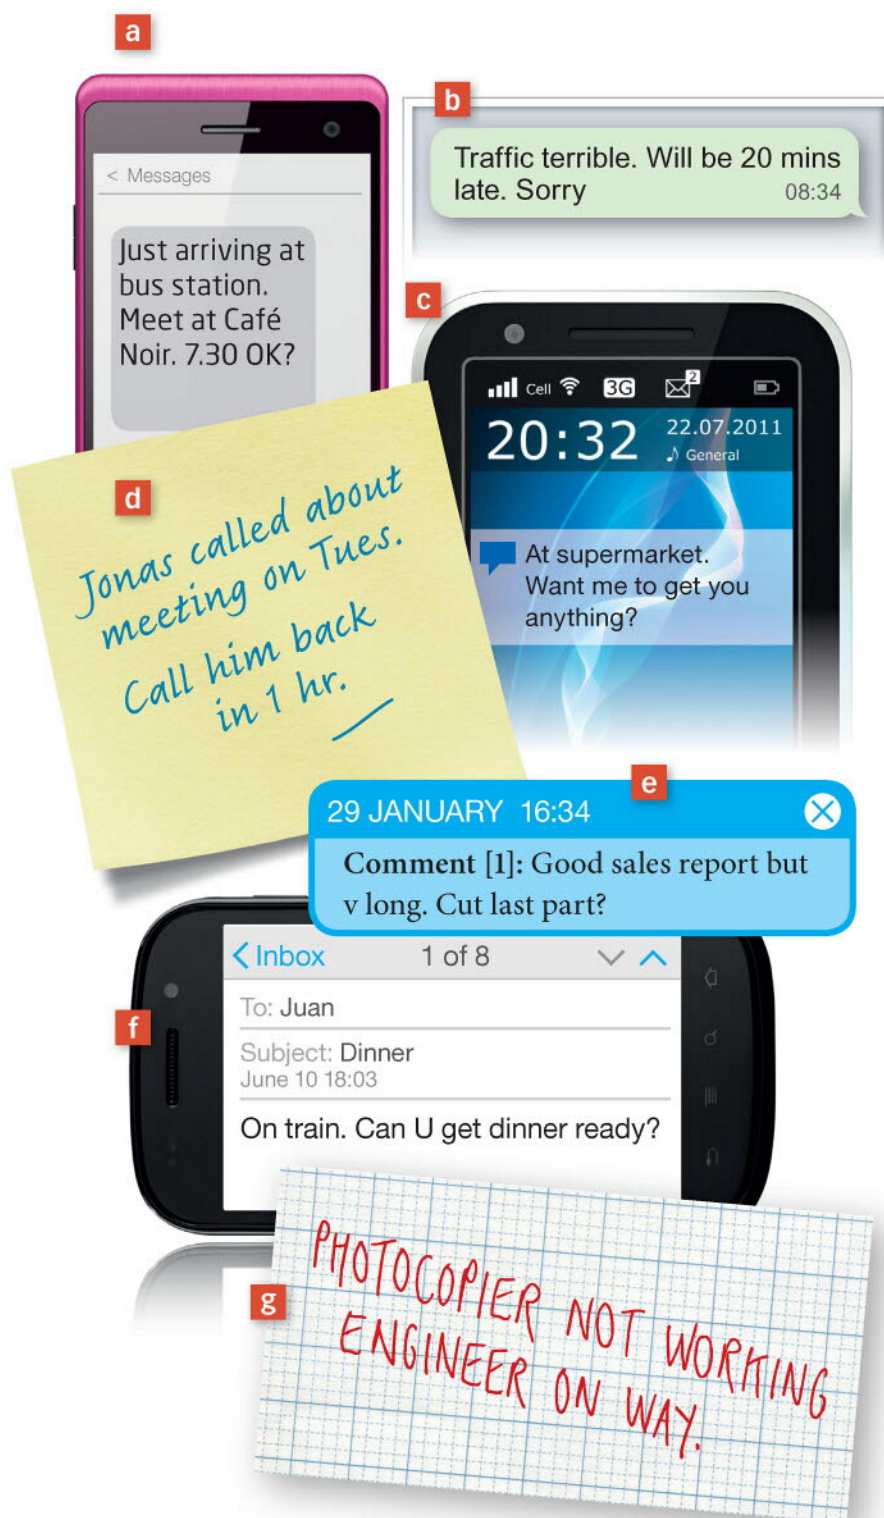 a
< Messages
Just arriving at
bus station.
Meet at Café
Noir. 7.30 OK?
b
Traffic terrible. Will be 20 mins
late. Sorry 08:34
c
Cell 3G 2
20:32 22.07.2011
General
At supermarket.
Want me to get you
anything?
d
Jonas called about
meeting on Tues.
Call him back
in 1 hr.
e
29 JANUARY 16:34
Comment [1]: Good sales report but
v long. Cut last part?
f
Inbox 1 of 8
To: Juan
Subject: Dinner
June 10 18:03
On train. Can U get dinner ready?
g
PHOTOCOPIER NOT WORKING
ENGINEER ON WAY.